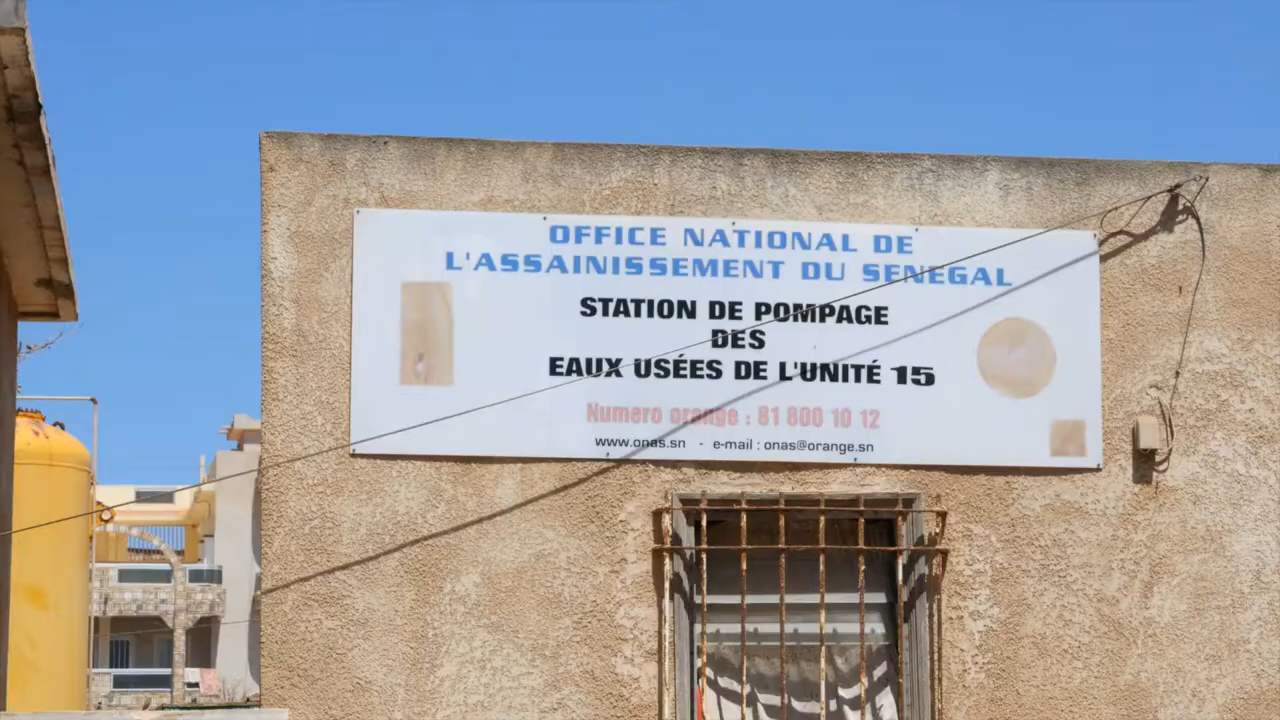 OFFICE NATIONAL DE
L'ASSAINISSEMENT DU SENEGAL
STATION DE POMPAGE
DES
EAUX USÉES DE L'UNITÉ 15
Numero orange : 81 800 10 12
www.onas.sn - e-mail : onas@orange.sn